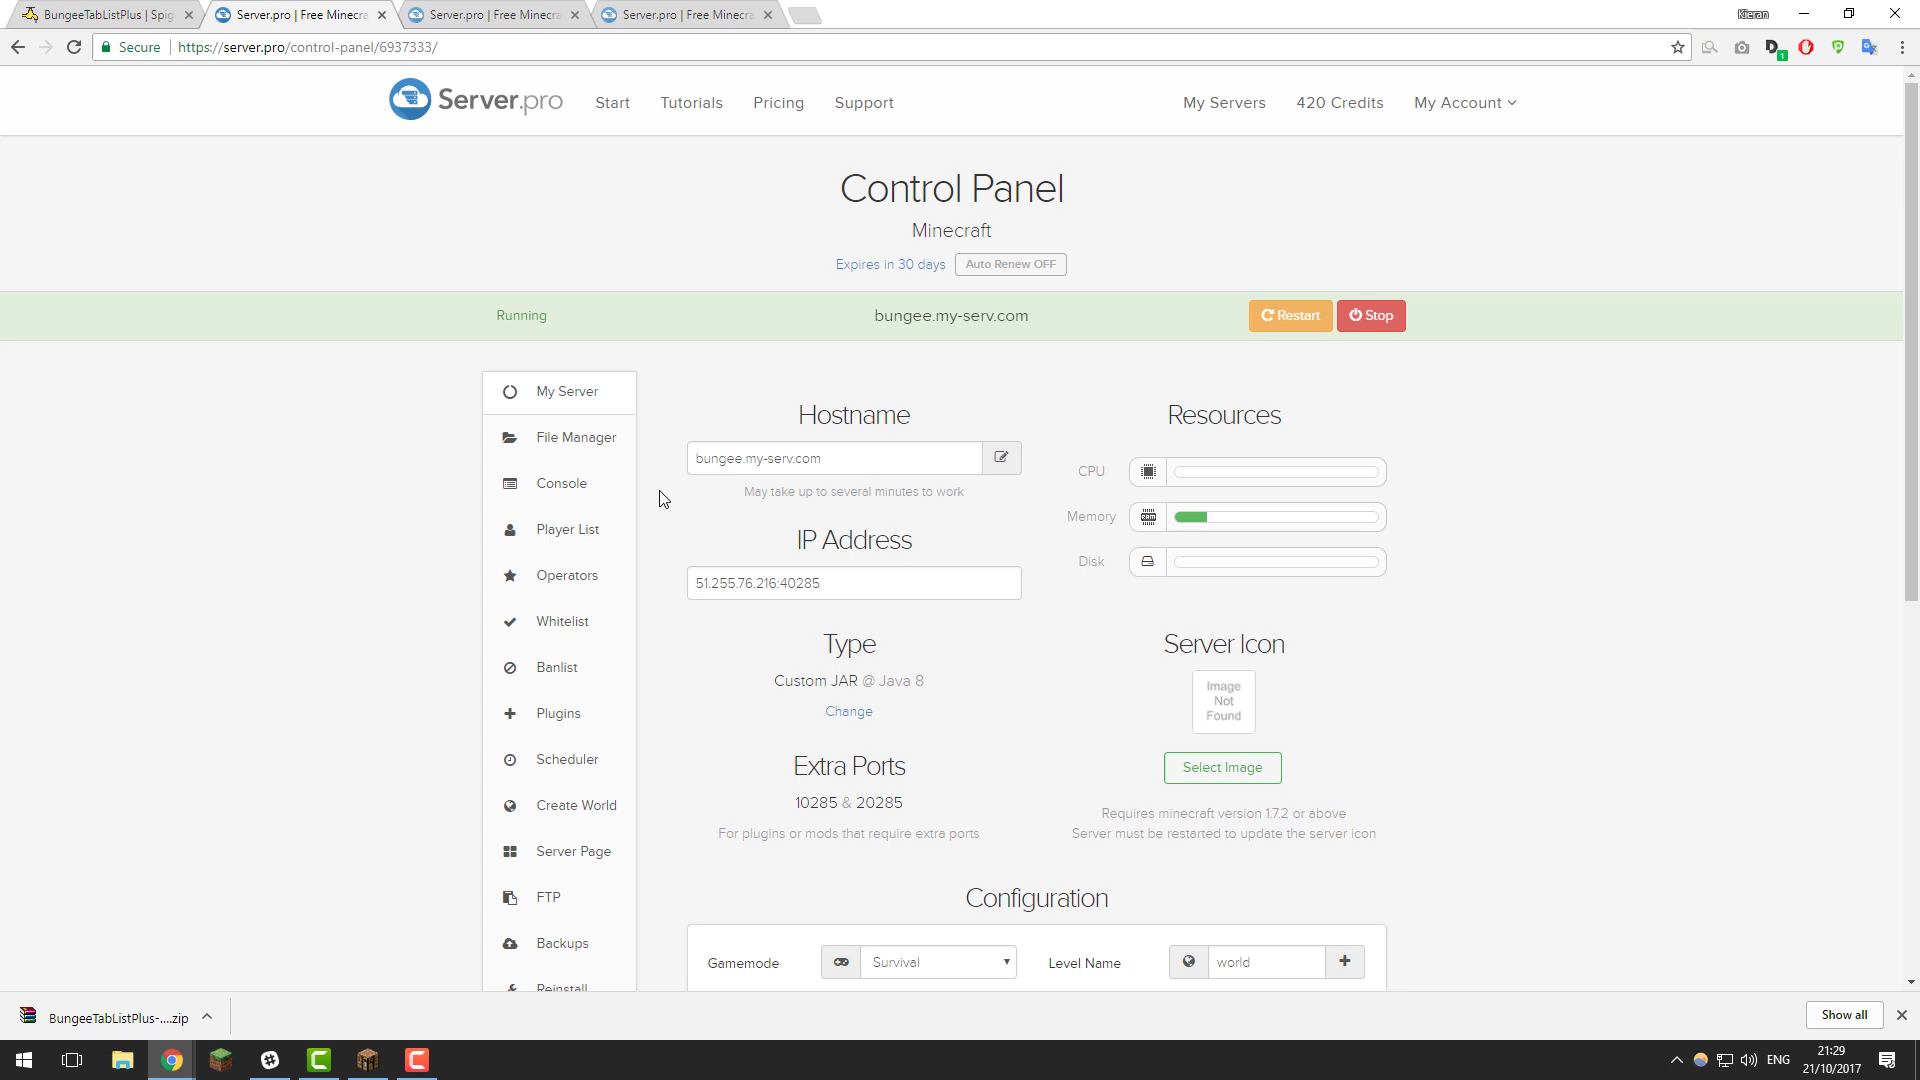 BungeeTabListPlus | Spig
Server.pro | Free Minecra
Server.pro | Free Minecra
Server.pro | Free Minecra
Kieran
Secure
https://server.pro/control-panel/6937333/
1
Server.pro
Start
Tutorials
Pricing
Support
My Servers
420 Credits
My Account
Control Panel
Minecraft
Expires in 30 days
Auto Renew OFF
Running
bungee.my-serv.com
Restart
Stop
My Server
File Manager
Console
Player List
Operators
Whitelist
Banlist
Plugins
Scheduler
Create World
Server Page
FTP
Backups
Reinstall
Hostname
bungee.my-serv.com
May take up to several minutes to work
IP Address
51.255.76.216:40285
Type
Custom JAR @ Java 8
Change
Extra Ports
10285 & 20285
For plugins or mods that require extra ports
Resources
CPU
Memory
Disk
Server Icon
Image
Not
Found
Select Image
Requires minecraft version 1.7.2 or above
Server must be restarted to update the server icon
Configuration
Gamemode
Survival
Level Name
world
BungeeTabListPlus-....zip
Show all
ENG
21:29
21/10/2017